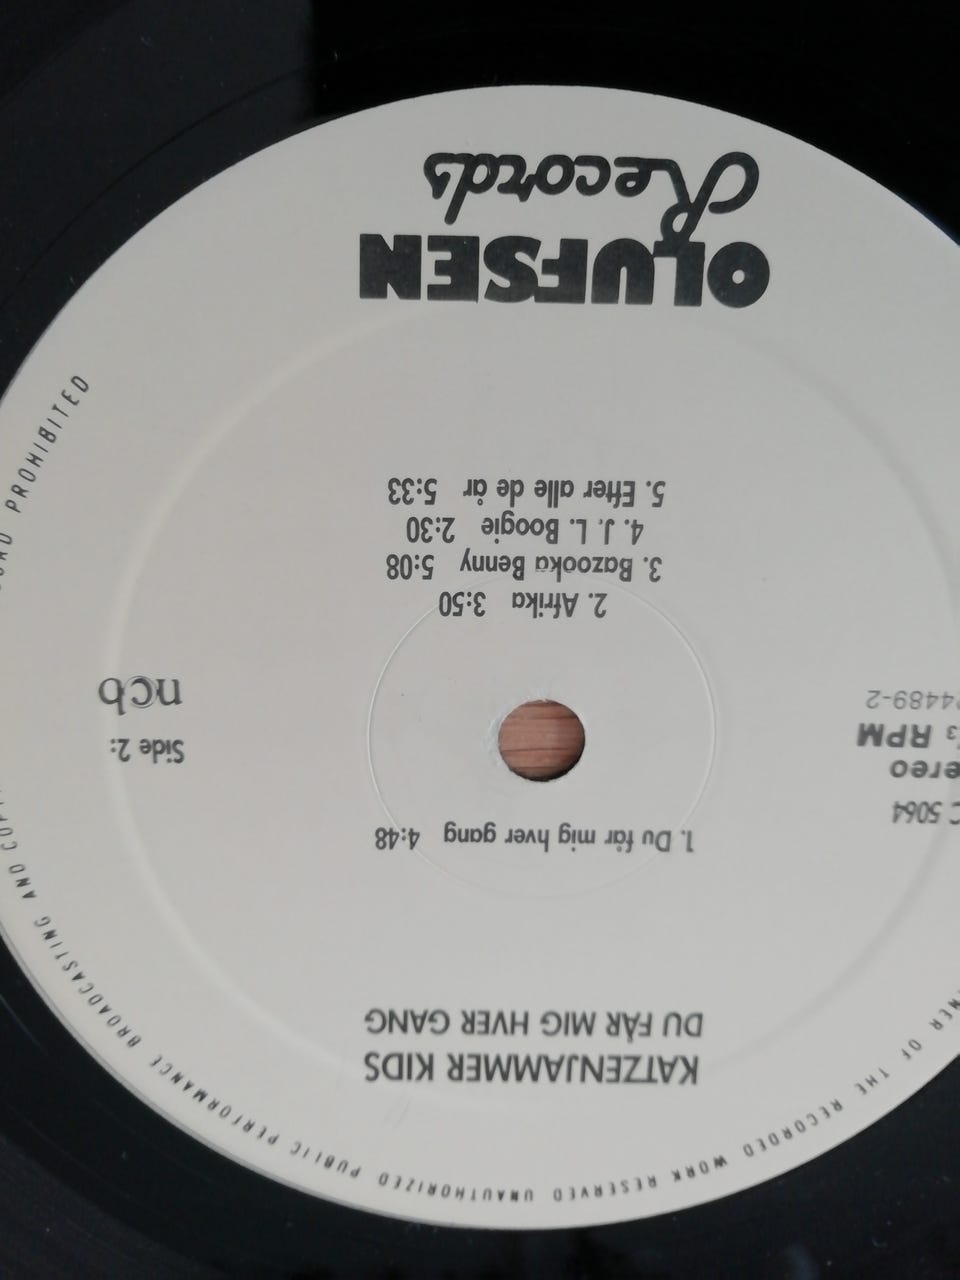 KATZENJAMMER KIDS
DU FÅR MIG HVER GANG
1. Du får mig hver gang 4:48
5064
RPM
24489-2
Side 2:
ncb
2. Afrika 3:50
3. Bazooka Benny 5:08
4. J. L. Boogie 2:30
5. Efter alle de år 5:33
OLUFSEN
Records
OF THE RECORDED WORK RESERVED UNAUTHORIZED PUBLIC PERFORMANCE BROADCASTING AND PROHIBITED